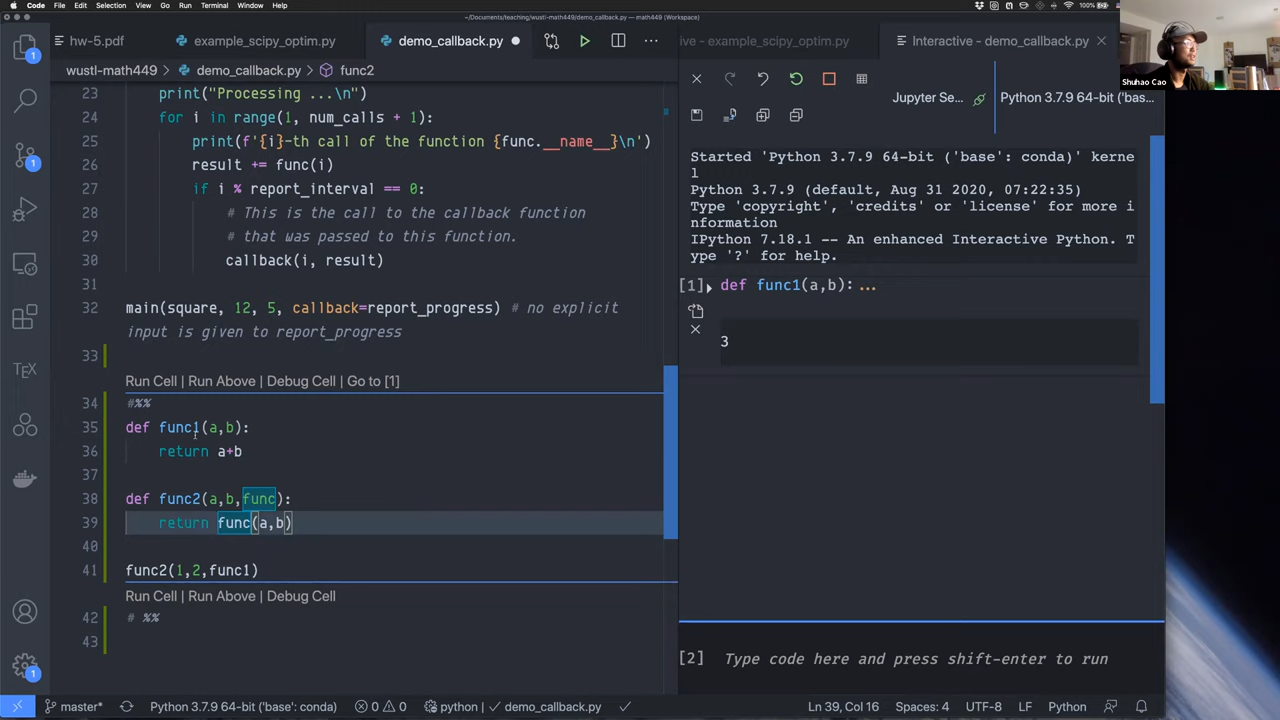 Code File Edit Selection View Go Run Terminal Window Help 100%
~/Documents/teaching/wustl-math449/demo_callback.py — math449 (Workspace)
hw-5.pdf example_scipy_optim.py demo_callback.py
wustl-math449 > demo_callback.py > func2
23 print("Processing ...\n")
24 for i in range(1, num_calls + 1):
25 print(f'{i}-th call of the function {func.__name__}\n')
26 result += func(i)
27 if i % report_interval == 0:
28 # This is the call to the callback function
29 # that was passed to this function.
30 callback(i, result)
31
32 main(square, 12, 5, callback=report_progress) # no explicit
input is given to report_progress
33
Run Cell | Run Above | Debug Cell | Go to [1]
34 #%%
35 def func1(a,b):
36 return a+b
37
38 def func2(a,b,func):
39 return func(a,b)
40
41 func2(1,2,func1)
Run Cell | Run Above | Debug Cell
42 # %%
43
ive - example_scipy_optim.py Interactive - demo_callback.py
Jupyter Se... Python 3.7.9 64-bit ('bas...
Started 'Python 3.7.9 64-bit ('base': conda)' kerne
l
Python 3.7.9 (default, Aug 31 2020, 07:22:35)
Type 'copyright', 'credits' or 'license' for more i
nformation
IPython 7.18.1 -- An enhanced Interactive Python. T
ype '?' for help.
[1] def func1(a,b):...
3
[2] Type code here and press shift-enter to run
Shuhao Cao
1
1
TEX
1
master* Python 3.7.9 64-bit ('base': conda) 0 0 tutorial demo_callback.py Ln 39, Col 16 Spaces: 4 UTF-8 LF Python